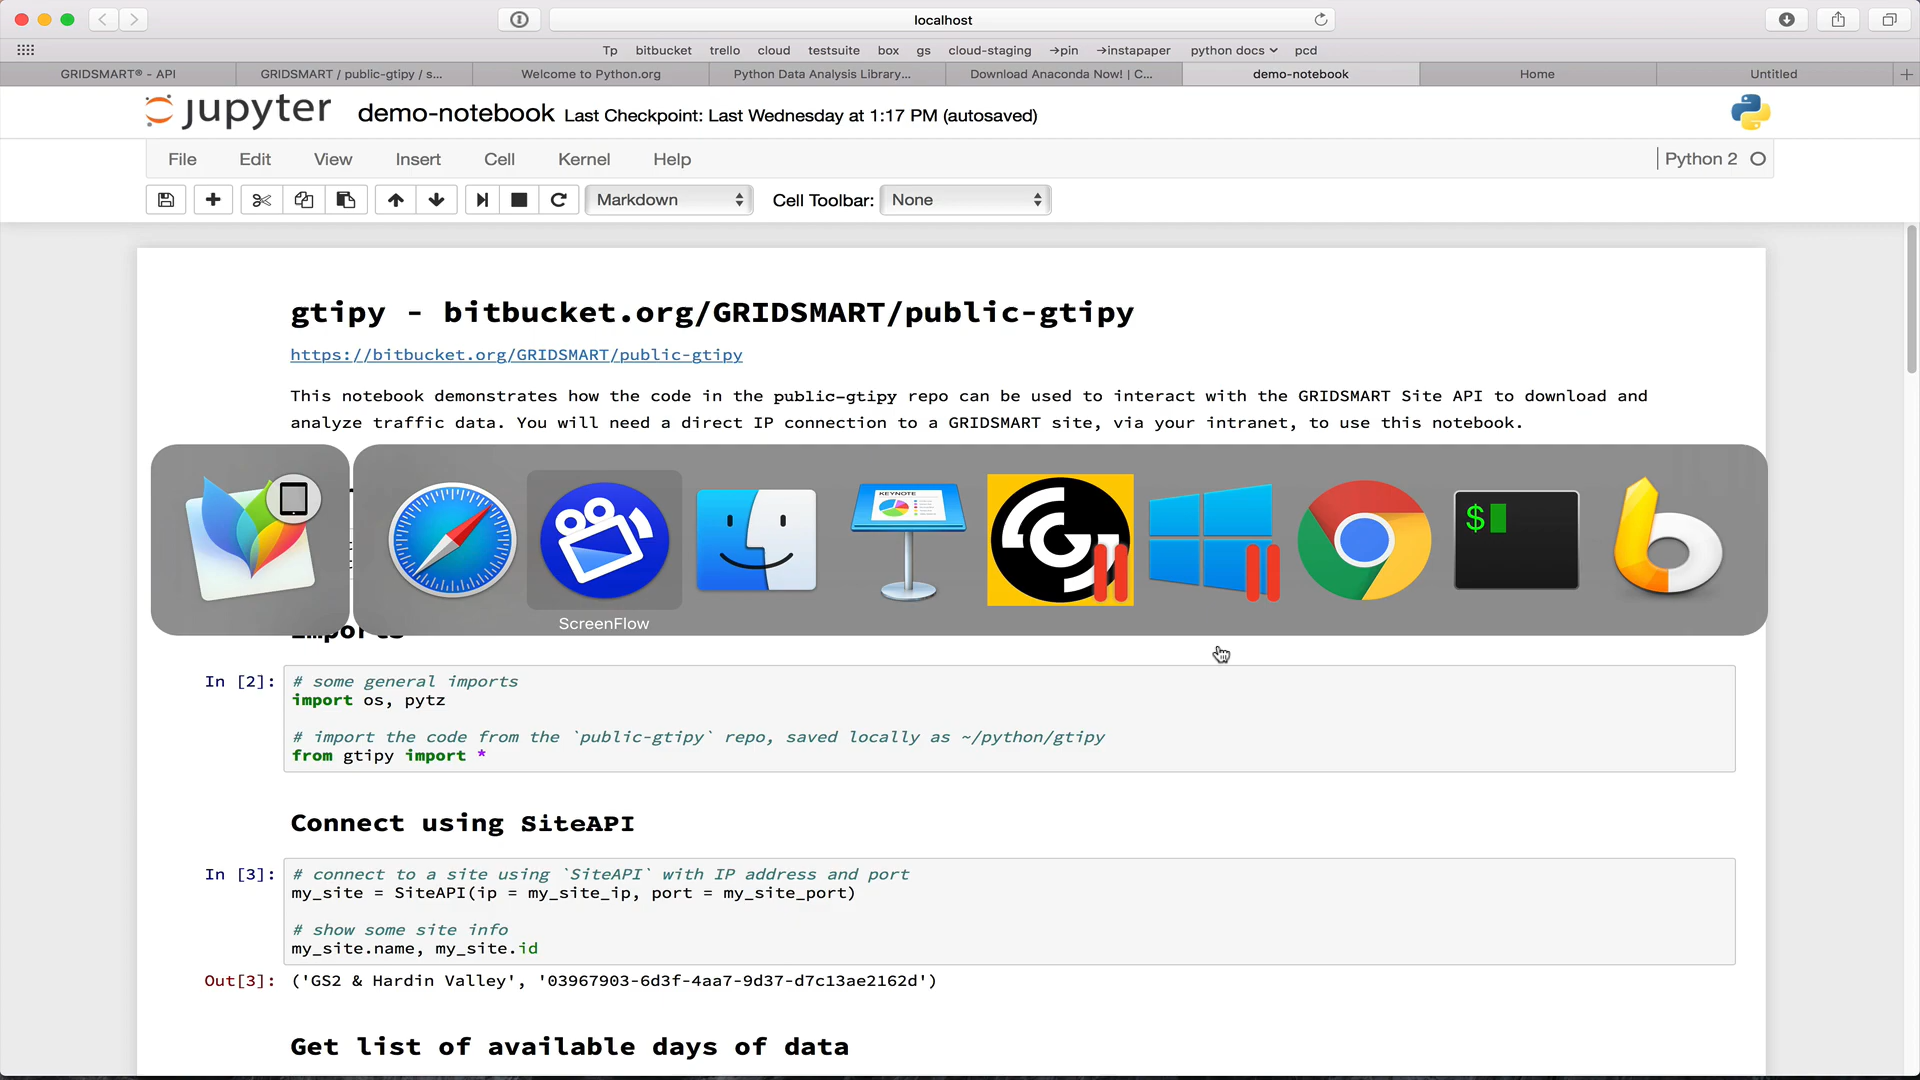 localhost
Tp bitbucket trello cloud testsuite box gs cloud-staging →pin →instapaper python docs pcd
GRIDSMART® - API GRIDSMART / public-gtipy / s... Welcome to Python.org Python Data Analysis Library... Download Anaconda Now! | C... demo-notebook Home Untitled
jupyter demo-notebook Last Checkpoint: Last Wednesday at 1:17 PM (autosaved)
File Edit View Insert Cell Kernel Help Python 2
Markdown Cell Toolbar: None
gtipy - bitbucket.org/GRIDSMART/public-gtipy
https://bitbucket.org/GRIDSMART/public-gtipy
This notebook demonstrates how the code in the public-gtipy repo can be used to interact with the GRIDSMART Site API to download and
analyze traffic data. You will need a direct IP connection to a GRIDSMART site, via your intranet, to use this notebook.
KEYNOTE
$
ScreenFlow
Imports
In [2]: # some general imports
import os, pytz
# import the code from the `public-gtipy` repo, saved locally as ~/python/gtipy
from gtipy import *
Connect using SiteAPI
In [3]: # connect to a site using `SiteAPI` with IP address and port
my_site = SiteAPI(ip = my_site_ip, port = my_site_port)
# show some site info
my_site.name, my_site.id
Out[3]: ('GS2 & Hardin Valley', '03967903-6d3f-4aa7-9d37-d7c13ae2162d')
Get list of available days of data